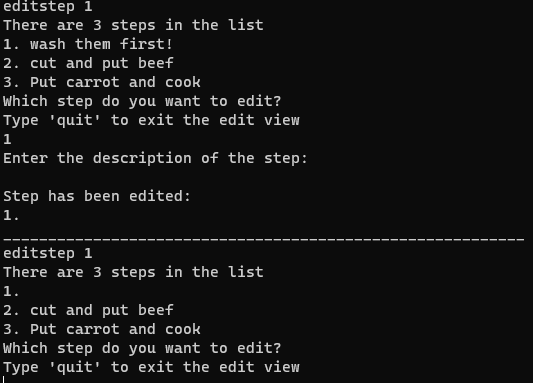 editstep 1
There are 3 steps in the list
1. wash them first!
2. cut and put beef
3. Put carrot and cook
Which step do you want to edit?
Type 'quit' to exit the edit view
1
Enter the description of the step:

Step has been edited:
1.
____________________________________________________________
editstep 1
There are 3 steps in the list
1.
2. cut and put beef
3. Put carrot and cook
Which step do you want to edit?
Type 'quit' to exit the edit view